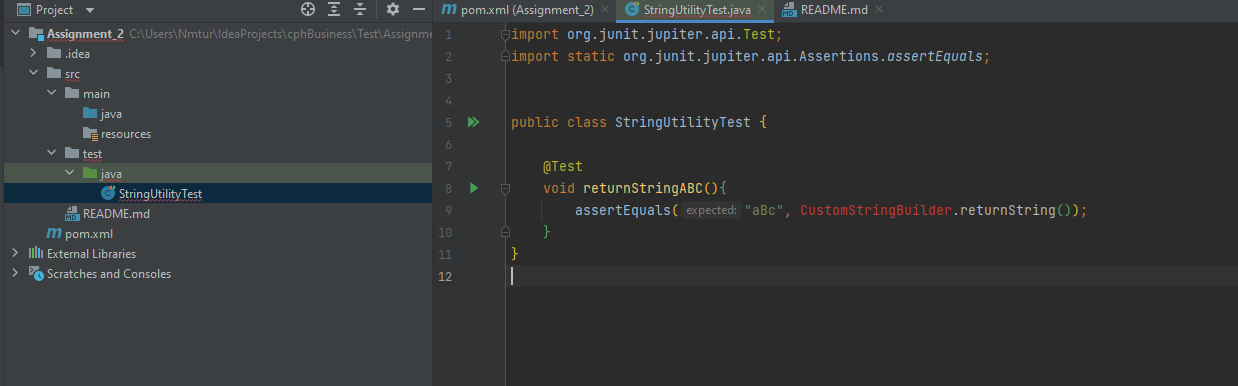 Project
Assignment_2 C:\Users\Nmtur\IdeaProjects\cphBusiness\Test\Assignme
.idea
src
main
java
resources
test
java
StringUtilityTest
README.md
pom.xml
External Libraries
Scratches and Consoles
pom.xml (Assignment_2) StringUtilityTest.java README.md
1 import org.junit.jupiter.api.Test;
2 import static org.junit.jupiter.api.Assertions.assertEquals;
3
4
5 public class StringUtilityTest {
6
7 @Test
8 void returnStringABC(){
9 assertEquals( expected: "aBc", CustomStringBuilder.returnString());
10 }
11 }
12